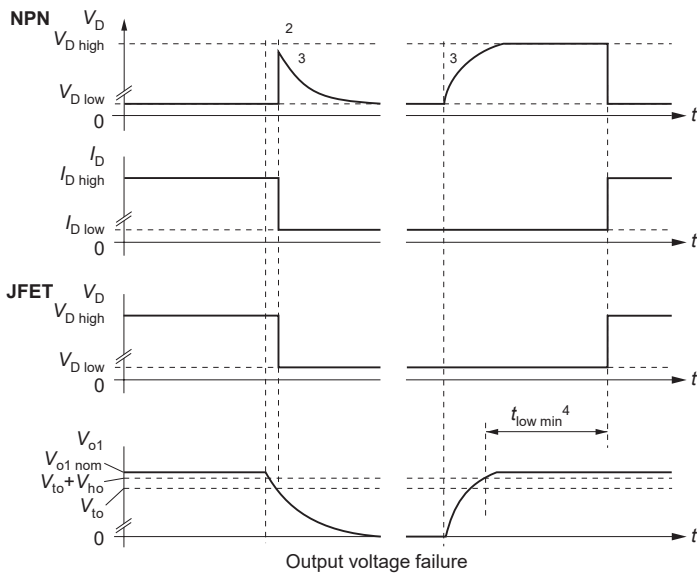 NPN V_D
V_D high
2
3
3
V_D low
0
t
I_D
I_D high
I_D low
0
t
JFET V_D
V_D high
V_D low
0
t
t_low min^4
V_o1
V_o1 nom
V_to + V_ho
V_to
0
t
Output voltage failure